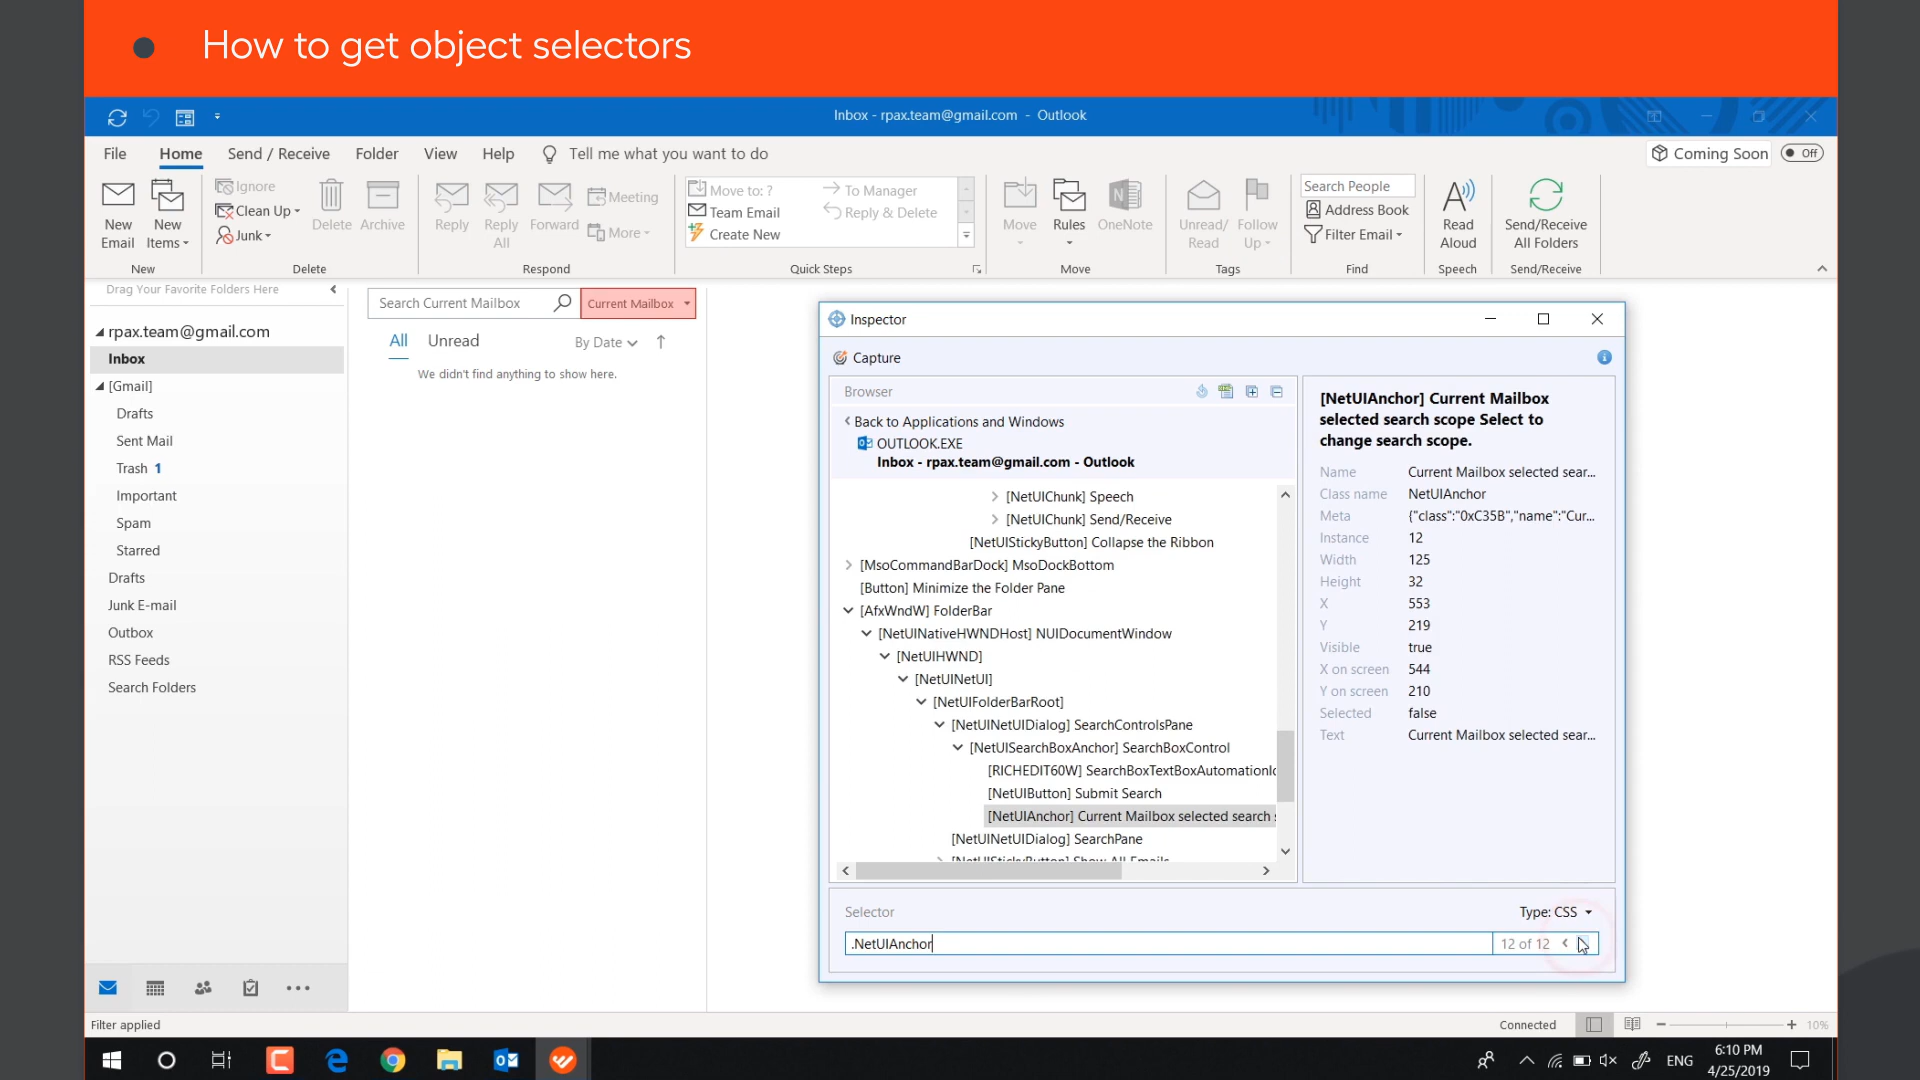 How to get object selectors
Inbox - rpax.team@gmail.com - Outlook
File Home Send / Receive Folder View Help Tell me what you want to do Coming Soon Off
New Email
New Items
New
Ignore
Clean Up
Junk
Delete
Archive
Delete
Reply
Reply All
Forward
Meeting
More
Respond
Move to: ?
Team Email
Create New
To Manager
Reply & Delete
Quick Steps
Move
Rules
OneNote
Move
Unread/ Read
Follow Up
Tags
Search People
Address Book
Filter Email
Find
Read Aloud
Speech
Send/Receive All Folders
Send/Receive
Drag Your Favorite Folders Here
rpax.team@gmail.com
Inbox
[Gmail]
Drafts
Sent Mail
Trash 1
Important
Spam
Starred
Drafts
Junk E-mail
Outbox
RSS Feeds
Search Folders
Search Current Mailbox Current Mailbox
All Unread By Date
We didn't find anything to show here.
Inspector
Capture
Browser
Back to Applications and Windows
OUTLOOK.EXE
Inbox - rpax.team@gmail.com - Outlook
[NetUIChunk] Speech
[NetUIChunk] Send/Receive
[NetUIStickyButton] Collapse the Ribbon
[MsoCommandBarDock] MsoDockBottom
[Button] Minimize the Folder Pane
[AfxWndW] FolderBar
[NetUINativeHWNDHost] NUIDocumentWindow
[NetUIHWND]
[NetUINetUI]
[NetUIFolderBarRoot]
[NetUINetUIDialog] SearchControlsPane
[NetUISearchBoxAnchor] SearchBoxControl
[RICHEDIT60W] SearchBoxTextBoxAutomationIc
[NetUIButton] Submit Search
[NetUIAnchor] Current Mailbox selected search s
[NetUINetUIDialog] SearchPane
[NetUIStickyButton] Show All Emails
[NetUIAnchor] Current Mailbox
selected search scope Select to
change search scope.
Name Current Mailbox selected sear...
Class name NetUIAnchor
Meta {"class":"0xC35B","name":"Cur...
Instance 12
Width 125
Height 32
X 553
Y 219
Visible true
X on screen 544
Y on screen 210
Selected false
Text Current Mailbox selected sear...
Selector Type: CSS
.NetUIAnchor 12 of 12
Filter applied Connected 10%
ENG
6:10 PM
4/25/2019